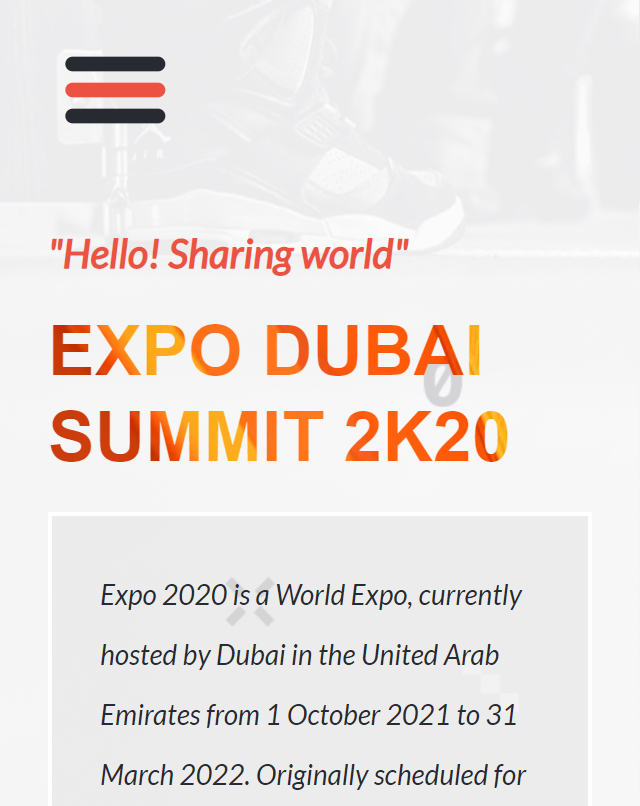 "Hello! Sharing world"
EXPO DUBAI
SUMMIT 2K20
Expo 2020 is a World Expo, currently
hosted by Dubai in the United Arab
Emirates from 1 October 2021 to 31
March 2022. Originally scheduled for